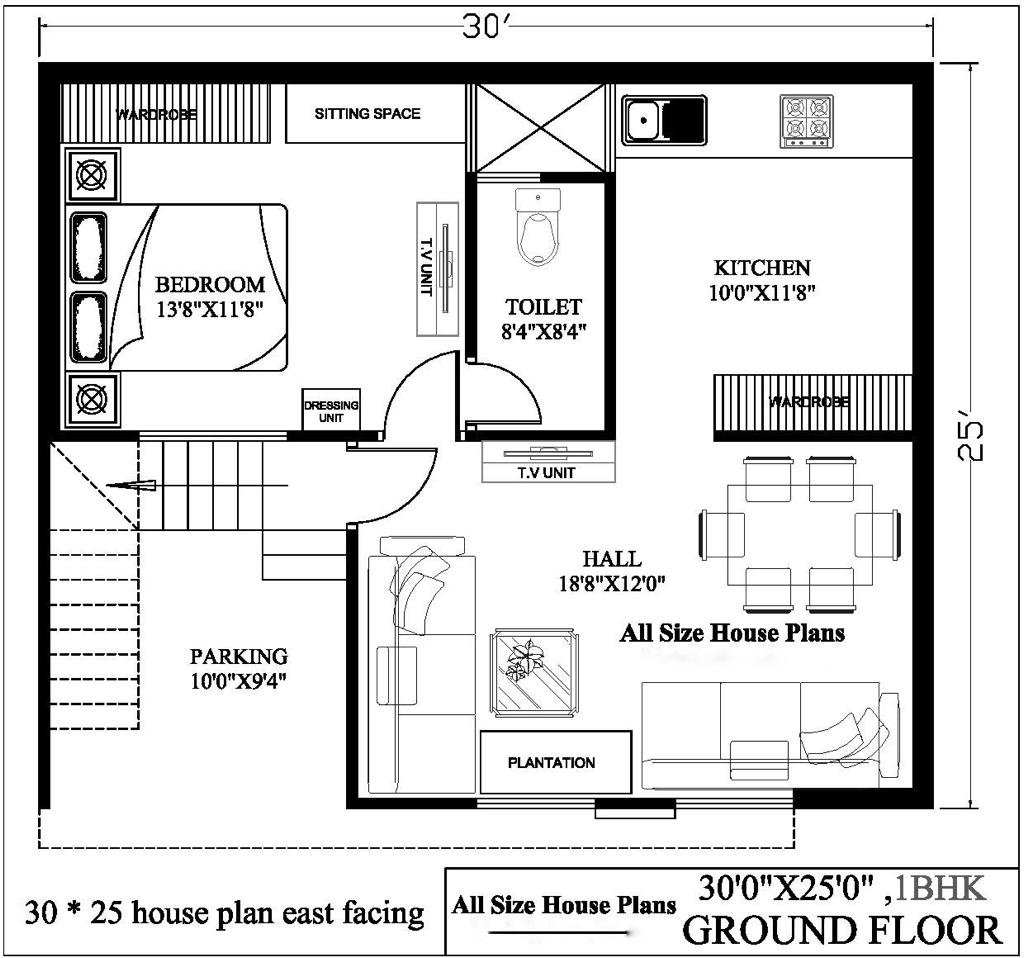 30'
WARDROBE
SITTING SPACE
T.V UNIT
BEDROOM
13'8"X11'8"
TOILET
8'4"X8'4"
KITCHEN
10'0"X11'8"
DRESSING
UNIT
WARDROBE
25'
T.V UNIT
HALL
18'8"X12'0"
All Size House Plans
PARKING
10'0"X9'4"
PLANTATION
30 * 25 house plan east facing
All Size House Plans
30'0"X25'0" ,1BHK
GROUND FLOOR